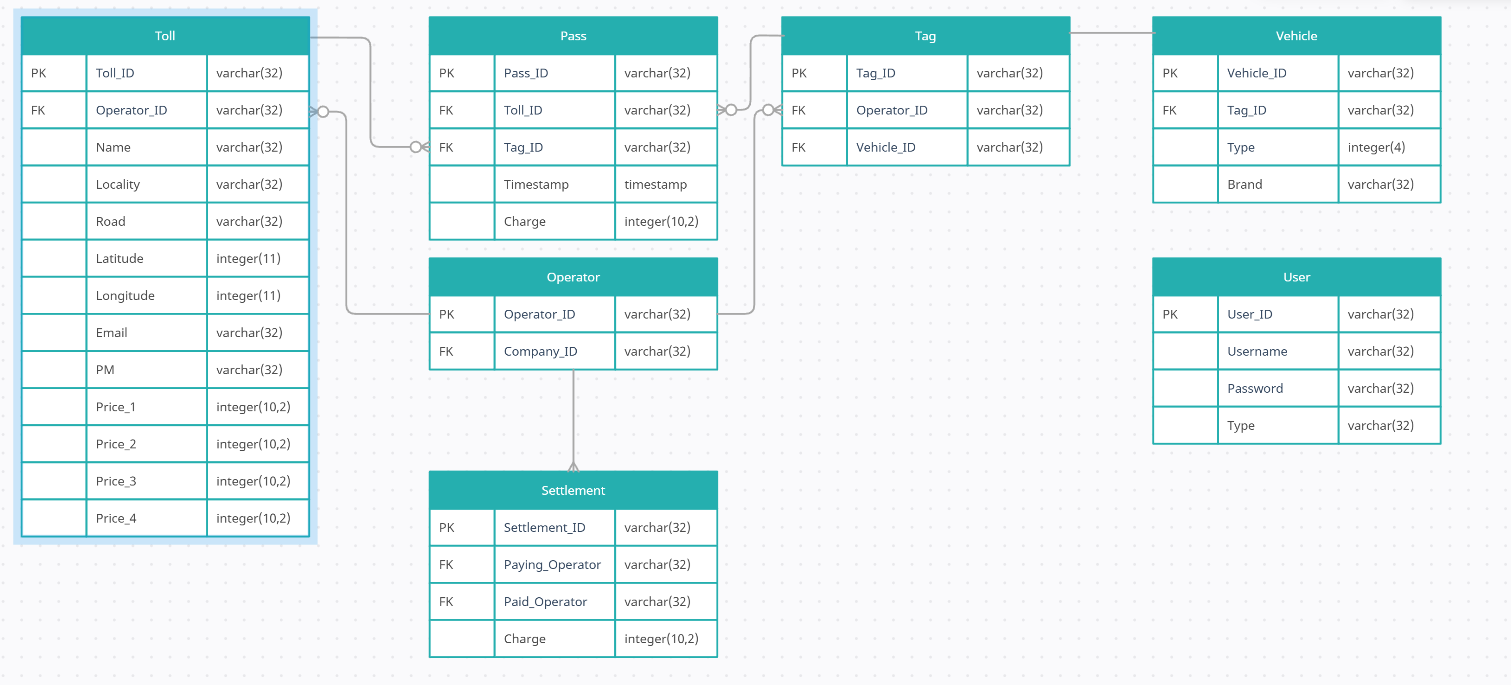 Toll
PK Toll_ID varchar(32)
FK Operator_ID varchar(32)
Name varchar(32)
Locality varchar(32)
Road varchar(32)
Latitude integer(11)
Longitude integer(11)
Email varchar(32)
PM varchar(32)
Price_1 integer(10,2)
Price_2 integer(10,2)
Price_3 integer(10,2)
Price_4 integer(10,2)
Pass
PK Pass_ID varchar(32)
FK Toll_ID varchar(32)
FK Tag_ID varchar(32)
Timestamp timestamp
Charge integer(10,2)
Operator
PK Operator_ID varchar(32)
FK Company_ID varchar(32)
Settlement
PK Settlement_ID varchar(32)
FK Paying_Operator varchar(32)
FK Paid_Operator varchar(32)
Charge integer(10,2)
Tag
PK Tag_ID varchar(32)
FK Operator_ID varchar(32)
FK Vehicle_ID varchar(32)
Vehicle
PK Vehicle_ID varchar(32)
FK Tag_ID varchar(32)
Type integer(4)
Brand varchar(32)
User
PK User_ID varchar(32)
Username varchar(32)
Password varchar(32)
Type varchar(32)